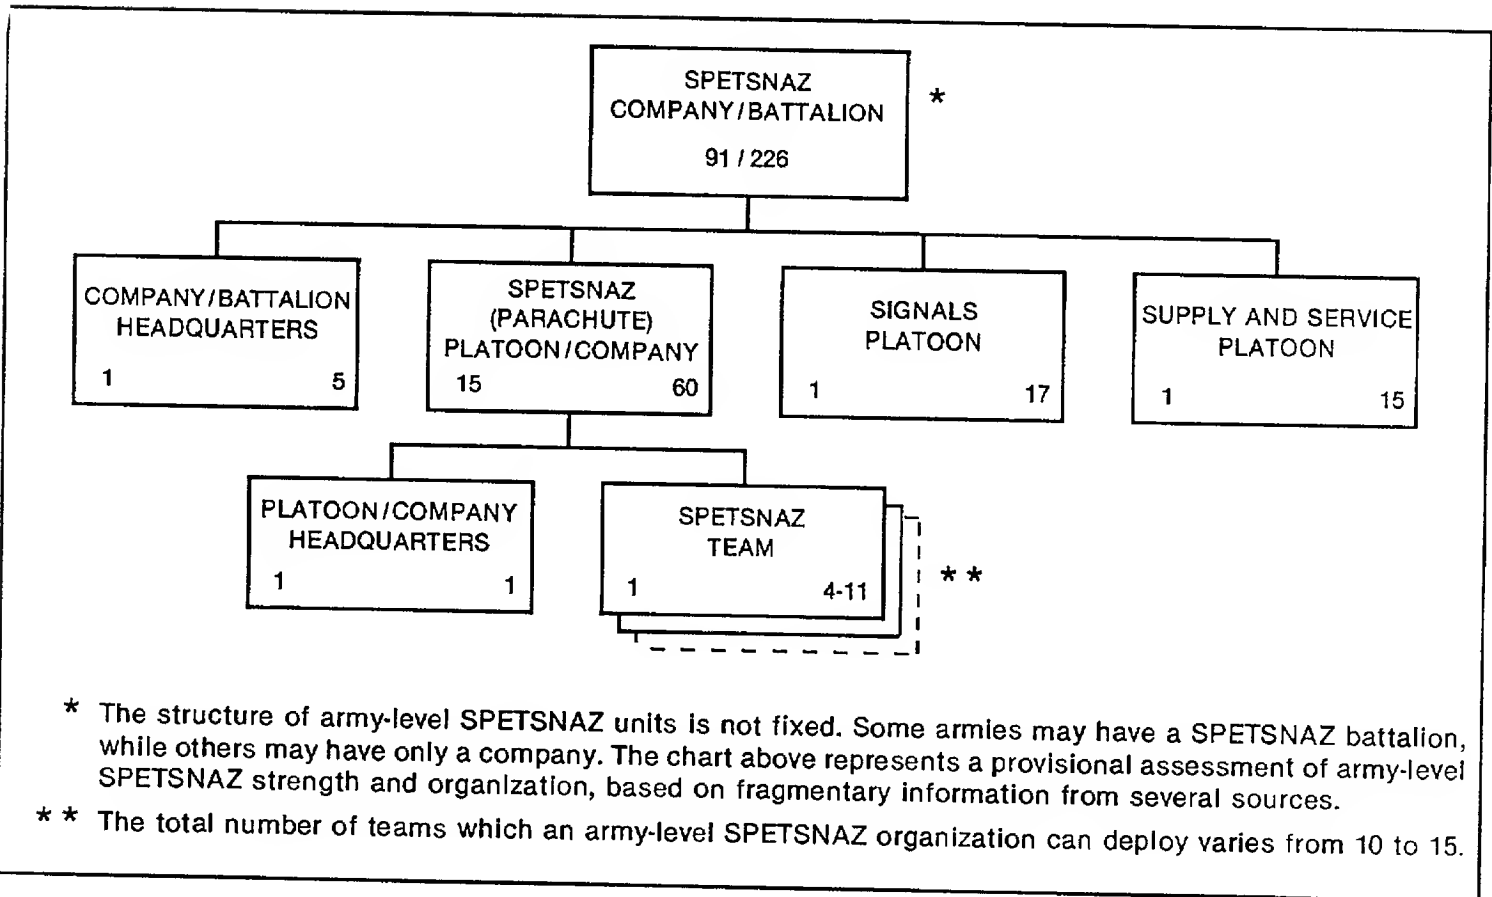 SPETSNAZ
COMPANY/BATTALION
91 / 226
*
COMPANY/BATTALION
HEADQUARTERS
1 5
SPETSNAZ
(PARACHUTE)
PLATOON/COMPANY
15 60
SIGNALS
PLATOON
1 17
SUPPLY AND SERVICE
PLATOON
1 15
PLATOON/COMPANY
HEADQUARTERS
1 1
SPETSNAZ
TEAM
1 4-11
* *
* The structure of army-level SPETSNAZ units is not fixed. Some armies may have a SPETSNAZ battalion,
while others may have only a company. The chart above represents a provisional assessment of army-level
SPETSNAZ strength and organization, based on fragmentary information from several sources.
* * The total number of teams which an army-level SPETSNAZ organization can deploy varies from 10 to 15.